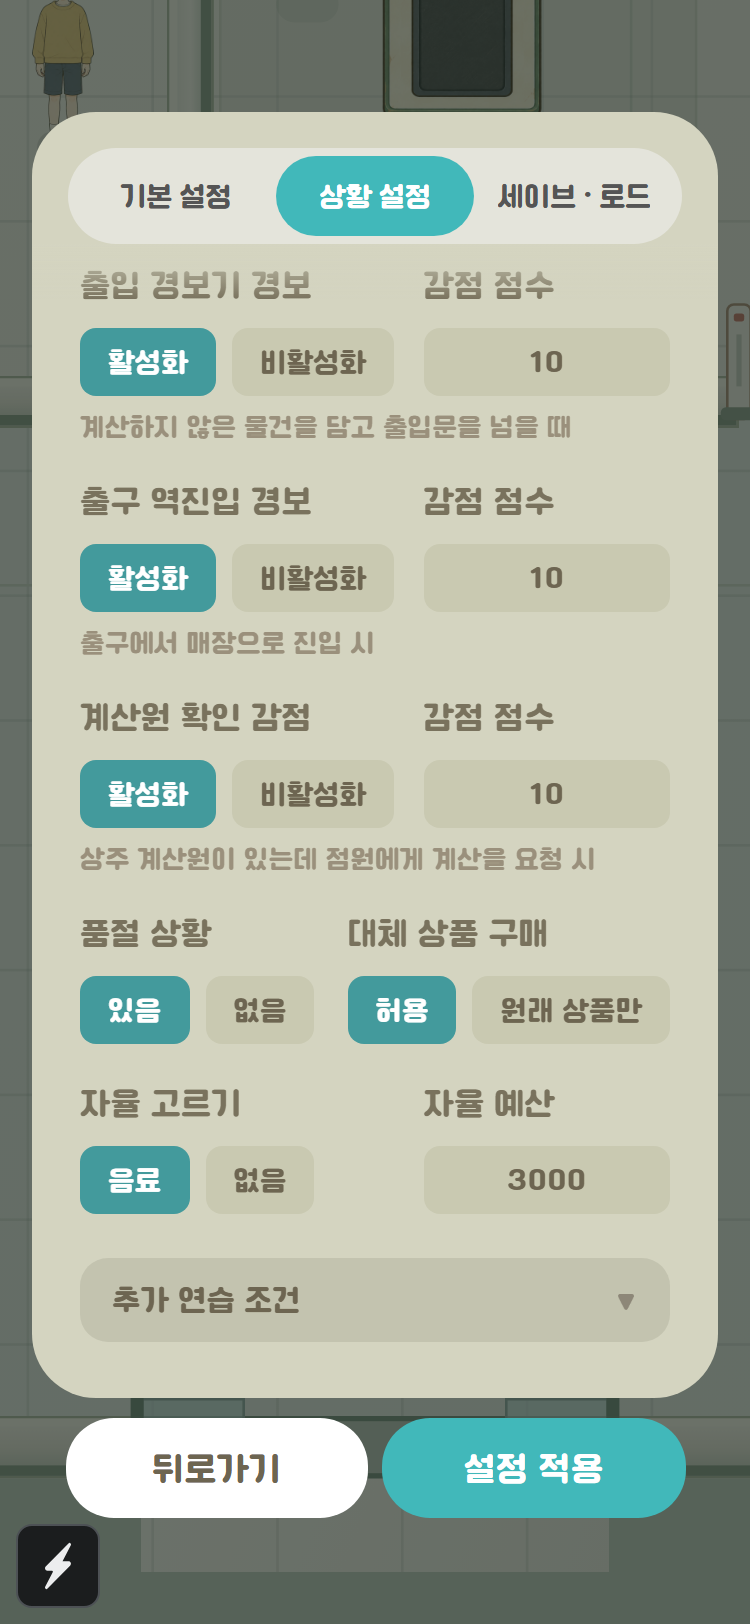 기본 설정 상황 설정 세이브 · 로드
출입 경보기 경보 감점 점수
활성화 비활성화 10
계산하지 않은 물건을 담고 출입문을 넘을 때
출구 역진입 경보 감점 점수
활성화 비활성화 10
출구에서 매장으로 진입 시
계산원 확인 감점 감점 점수
활성화 비활성화 10
상주 계산원이 있는데 점원에게 계산을 요청 시
품절 상황 대체 상품 구매
있음 없음 허용 원래 상품만
자율 고르기 자율 예산
음료 없음 3000
추가 연습 조건 ▼
뒤로가기 설정 적용